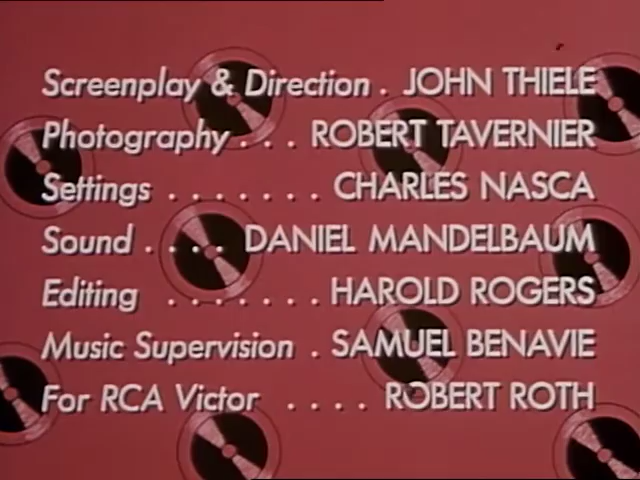 Screenplay & Direction . JOHN THIELE
Photography . . . ROBERT TAVERNIER
Settings . . . . . . . CHARLES NASCA
Sound . . . . DANIEL MANDELBAUM
Editing . . . . . . . HAROLD ROGERS
Music Supervision . SAMUEL BENAVIE
For RCA Victor . . . . ROBERT ROTH